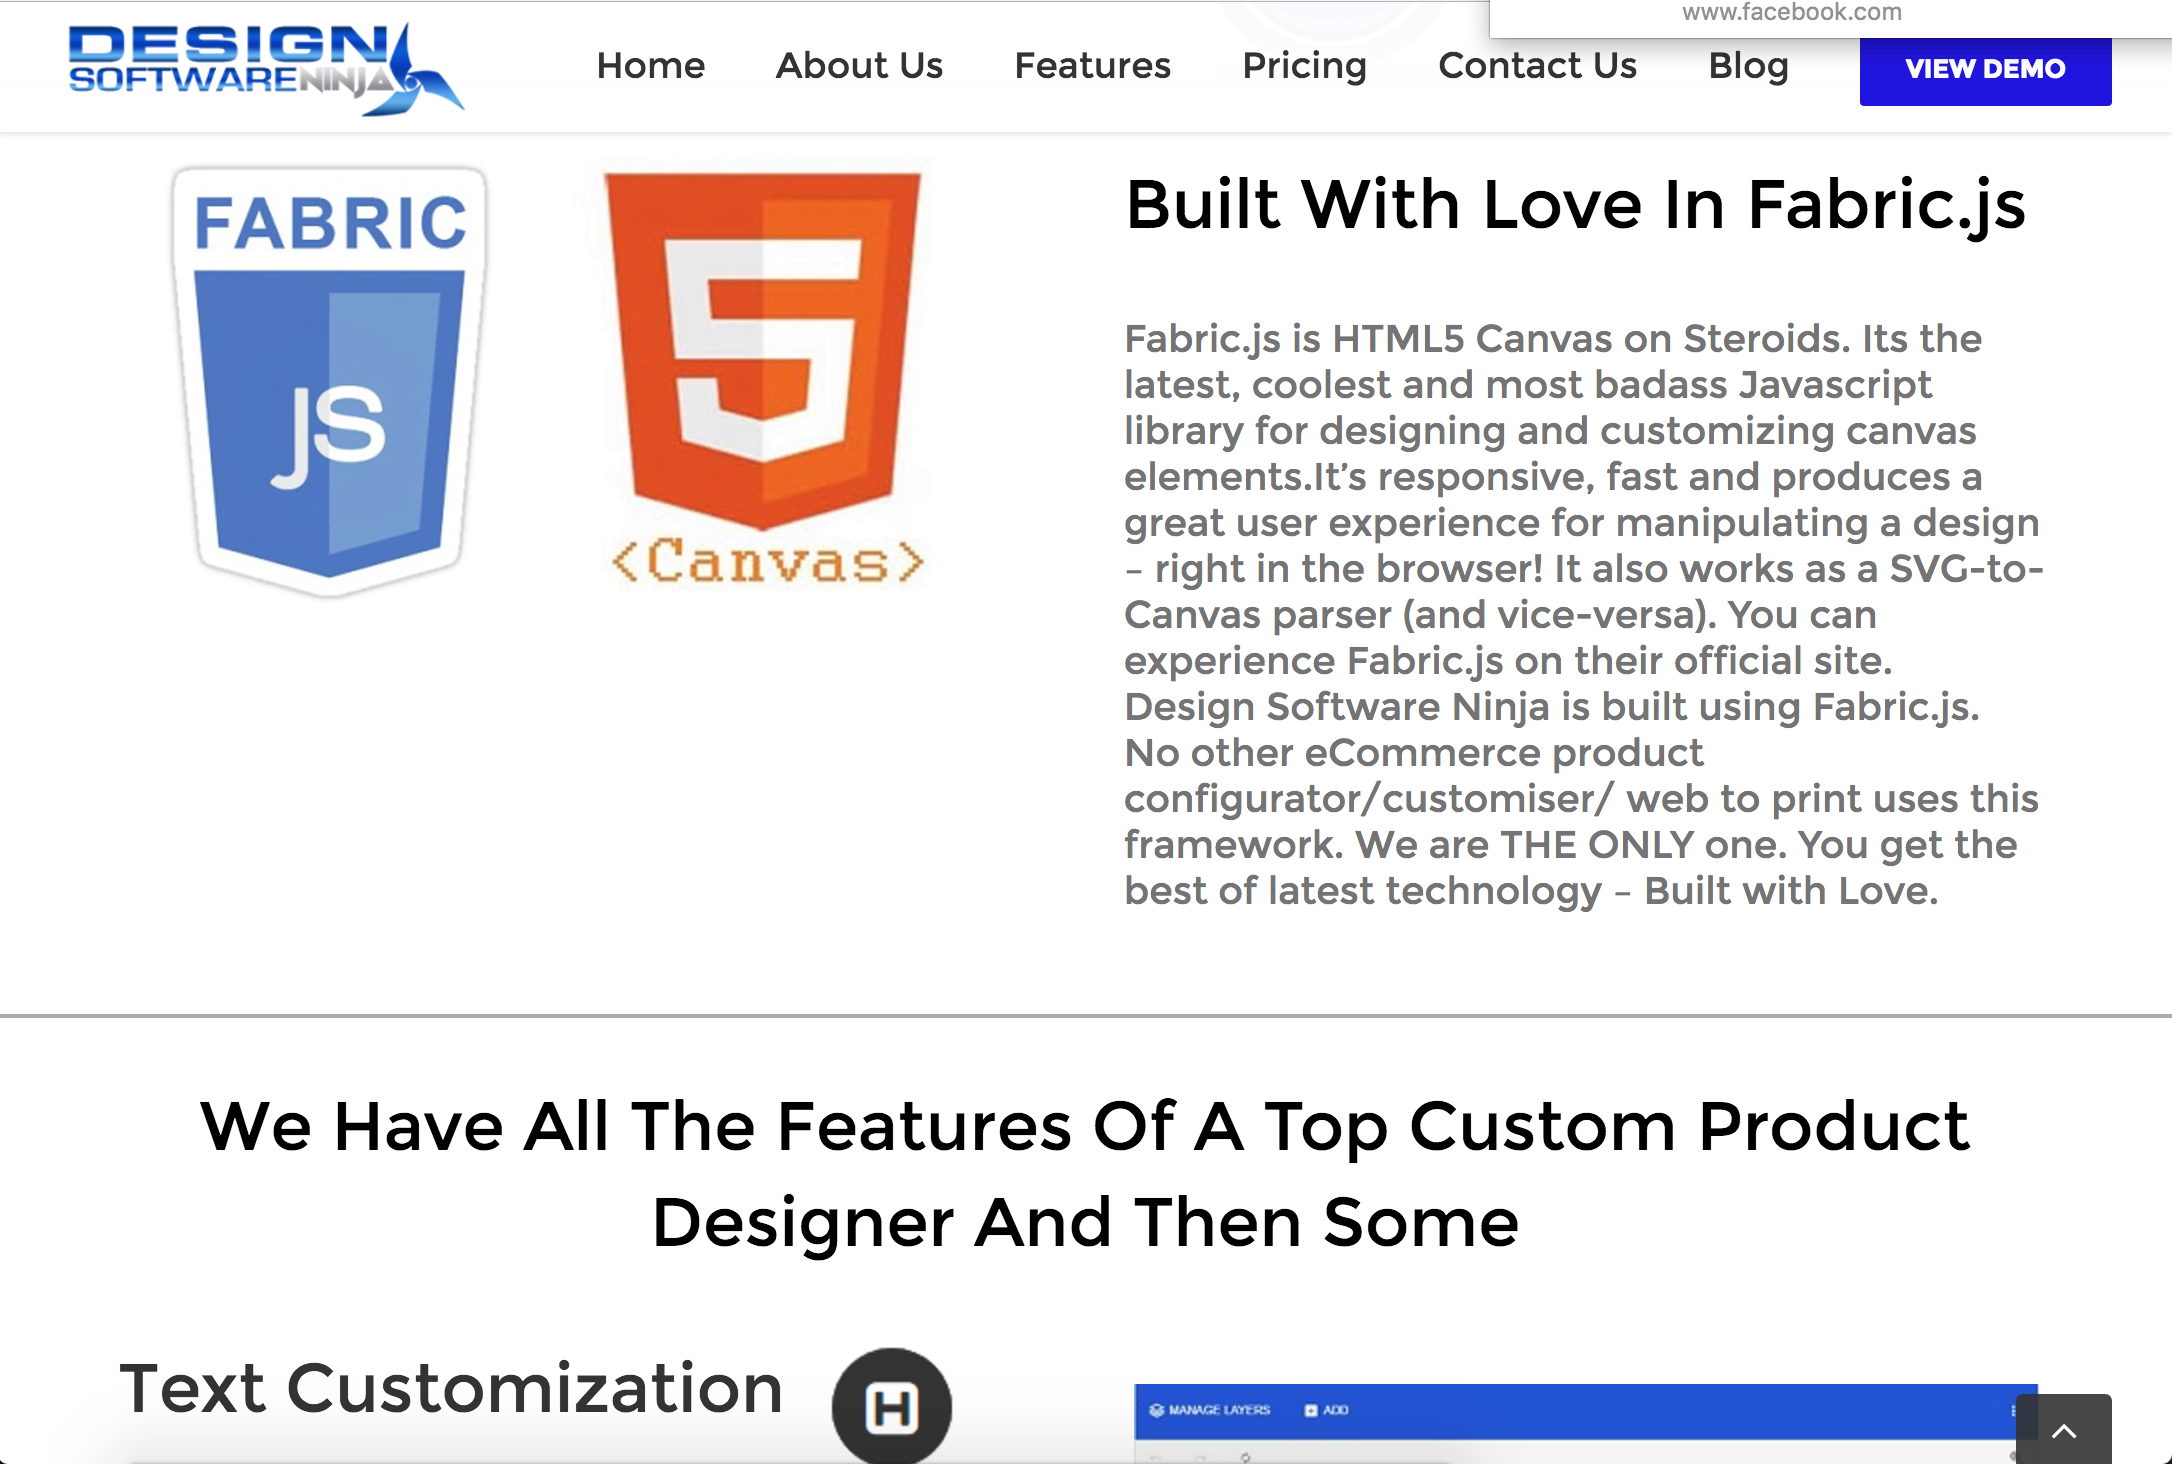 www.facebook.com
DESIGN
SOFTWARENINJA
Home
About Us
Features
Pricing
Contact Us
Blog
VIEW DEMO
FABRIC
JS
5
<Canvas>
Built With Love In Fabric.js
Fabric.js is HTML5 Canvas on Steroids. Its the
latest, coolest and most badass Javascript
library for designing and customizing canvas
elements.It’s responsive, fast and produces a
great user experience for manipulating a design
– right in the browser! It also works as a SVG-to-
Canvas parser (and vice-versa). You can
experience Fabric.js on their official site.
Design Software Ninja is built using Fabric.js.
No other eCommerce product
configurator/customiser/ web to print uses this
framework. We are THE ONLY one. You get the
best of latest technology – Built with Love.
We Have All The Features Of A Top Custom Product
Designer And Then Some
Text Customization
H
MANAGE LAYERS
ADD